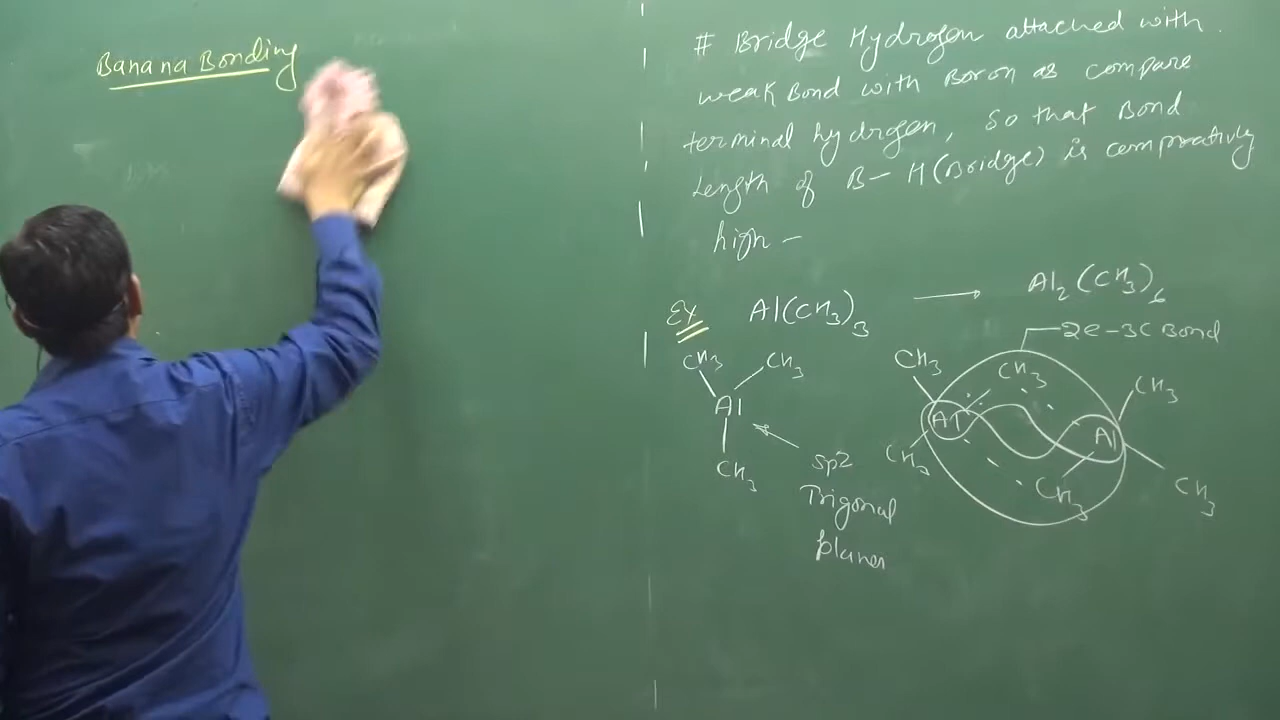 Banana Bonding
# Bridge Hydrogen attached with
weak Bond with Boron as compare
terminal hydrogen, So that Bond
Length of B- H (Bridge) is comparatively
high -
Ex Al(CH3)3 → Al2(CH3)6
2e-3C Bond
CH3 CH3
Al
CH3
sp2
Trigonal
planer
CH3 CH3 CH3
Al Al
CH3 CH3 CH3